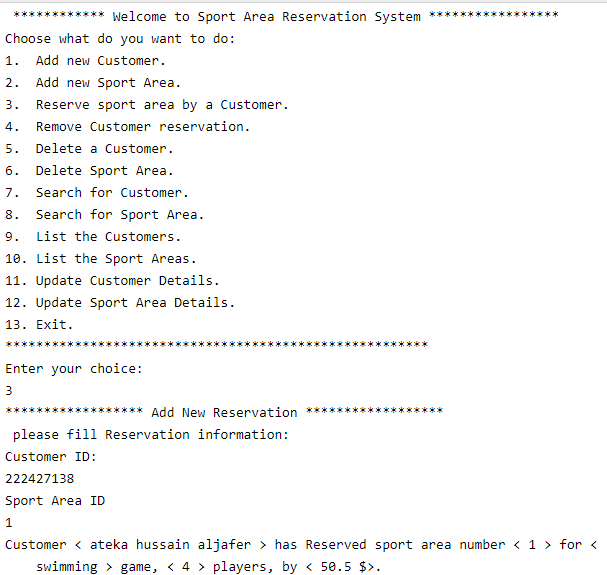 ************ Welcome to Sport Area Reservation System *****************
Choose what do you want to do:
1.  Add new Customer.
2.  Add new Sport Area.
3.  Reserve sport area by a Customer.
4.  Remove Customer reservation.
5.  Delete a Customer.
6.  Delete Sport Area.
7.  Search for Customer.
8.  Search for Sport Area.
9.  List the Customers.
10. List the Sport Areas.
11. Update Customer Details.
12. Update Sport Area Details.
13. Exit.
*******************************************************
Enter your choice:
3
****************** Add New Reservation ******************
please fill Reservation information:
Customer ID:
222427138
Sport Area ID
1
Customer < ateka hussain aljafer > has Reserved sport area number < 1 > for <
swimming > game, < 4 > players, by < 50.5 $>.